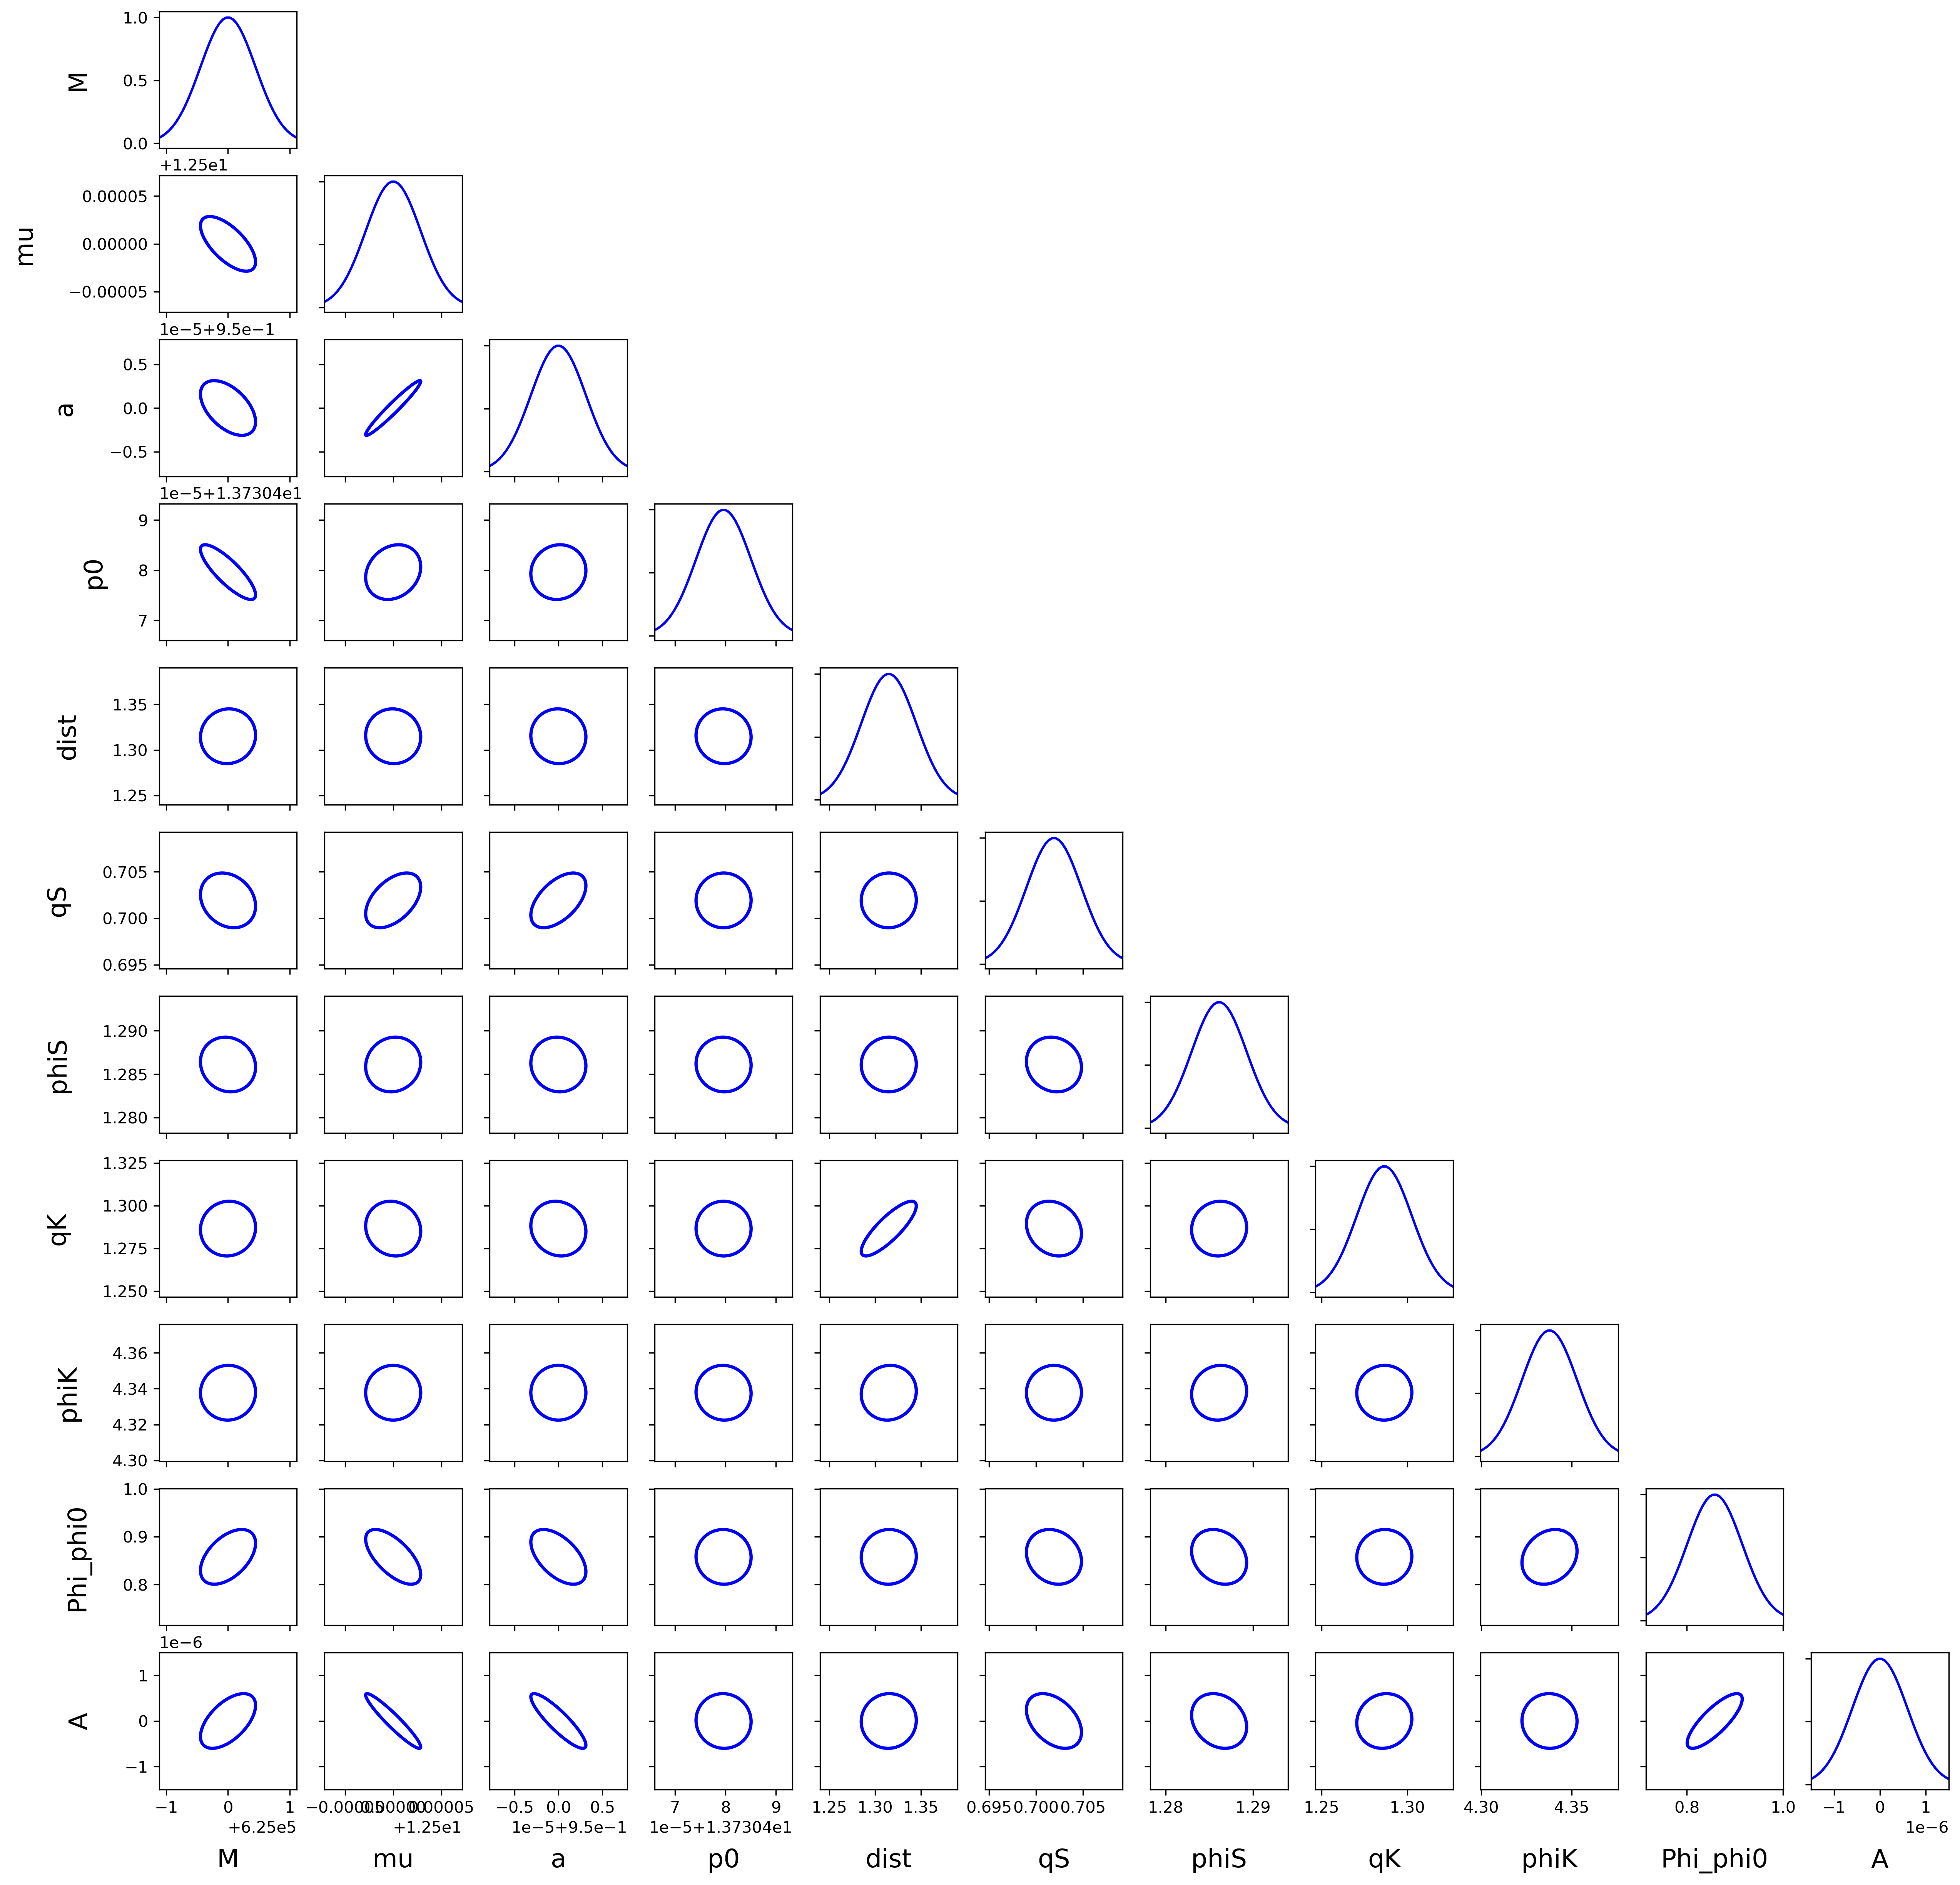 1.0
0.5
0.0
M
+1.25e1
0.00005
0.00000
−0.00005
mu
1e−5+9.5e−1
0.5
0.0
−0.5
a
1e−5+1.37304e1
9
8
7
p0
1.35
1.30
1.25
dist
0.705
0.700
0.695
qS
1.290
1.285
1.280
phiS
1.325
1.300
1.275
1.250
qK
4.36
4.34
4.32
4.30
phiK
1.0
0.9
0.8
Phi_phi0
1e−6
1
0
−1
A
−1 0 1 −0.00005 0.00000 0.00005 −0.5 0.0 0.5 7 8 9 1.25 1.30 1.35 0.695 0.700 0.705 1.28 1.29 1.25 1.30 4.30 4.35 0.8 1.0 −1 0 1
+6.25e5 +1.25e1 1e−5+9.5e−1 1e−5+1.37304e1 1e−6
M mu a p0 dist qS phiS qK phiK Phi_phi0 A